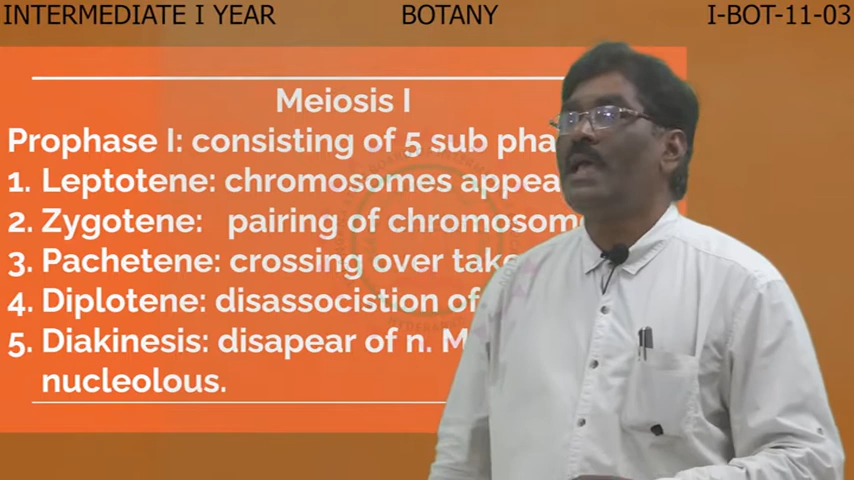 INTERMEDIATE I YEAR BOTANY I-BOT-11-03
Meiosis I
Prophase I: consisting of 5 sub pha
1. Leptotene: chromosomes appea
2. Zygotene: pairing of chromosom
3. Pachetene: crossing over take
4. Diplotene: disassocistion of
5. Diakinesis: disapear of n. M
nucleolous.